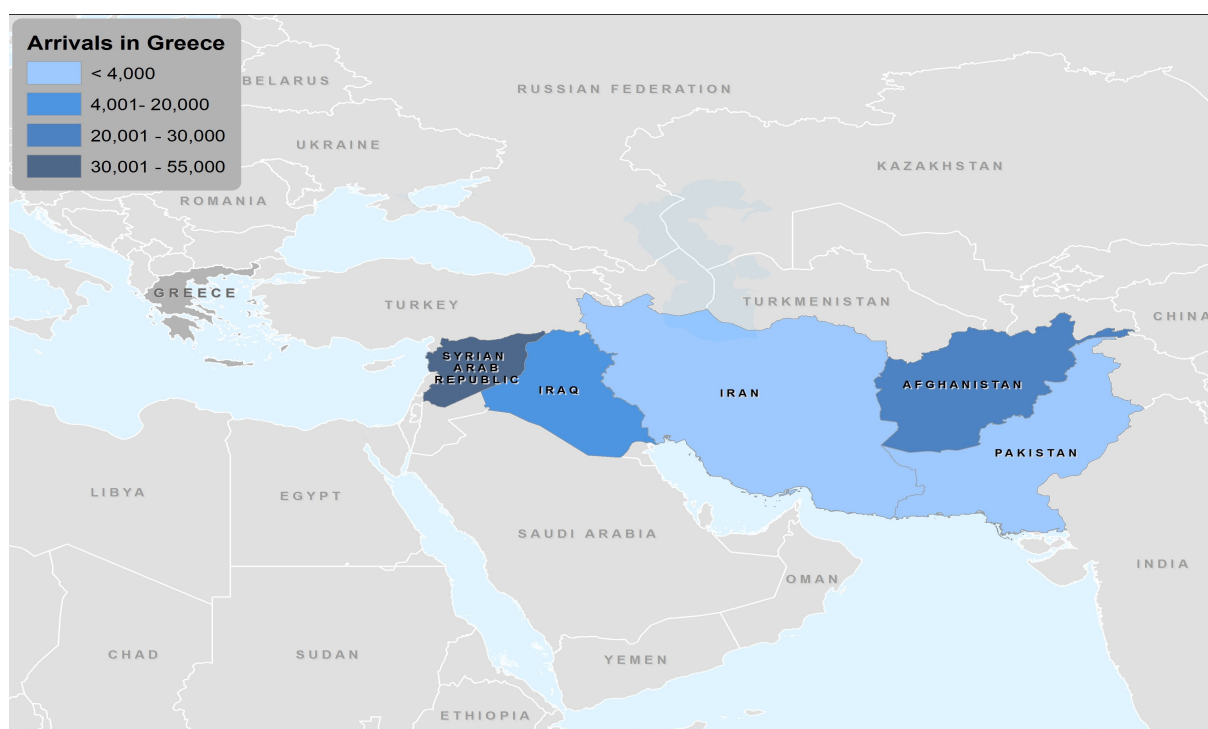 Arrivals in Greece
< 4,000
4,001- 20,000
20,001 - 30,000
30,001 - 55,000
BELARUS
RUSSIAN FEDERATION
UKRAINE
KAZAKHSTAN
ROMANIA
GREECE
TURKEY
TURKMENISTAN
CHINA
SYRIAN
ARAB
REPUBLIC
IRAQ
IRAN
AFGHANISTAN
PAKISTAN
LIBYA
EGYPT
SAUDI ARABIA
OMAN
INDIA
CHAD
SUDAN
YEMEN
ETHIOPIA